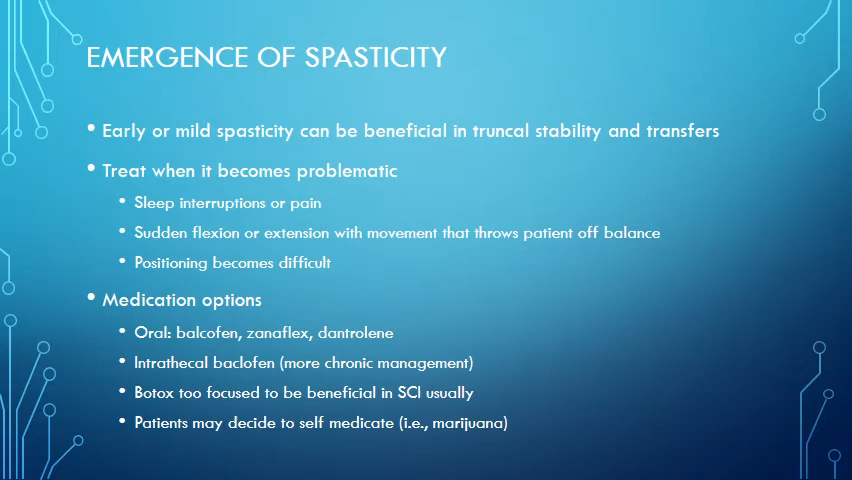 EMERGENCE OF SPASTICITY
• Early or mild spasticity can be beneficial in truncal stability and transfers
• Treat when it becomes problematic
• Sleep interruptions or pain
• Sudden flexion or extension with movement that throws patient off balance
• Positioning becomes difficult
• Medication options
• Oral: balcofen, zanaflex, dantrolene
• Intrathecal baclofen (more chronic management)
• Botox too focused to be beneficial in SCI usually
• Patients may decide to self medicate (i.e., marijuana)